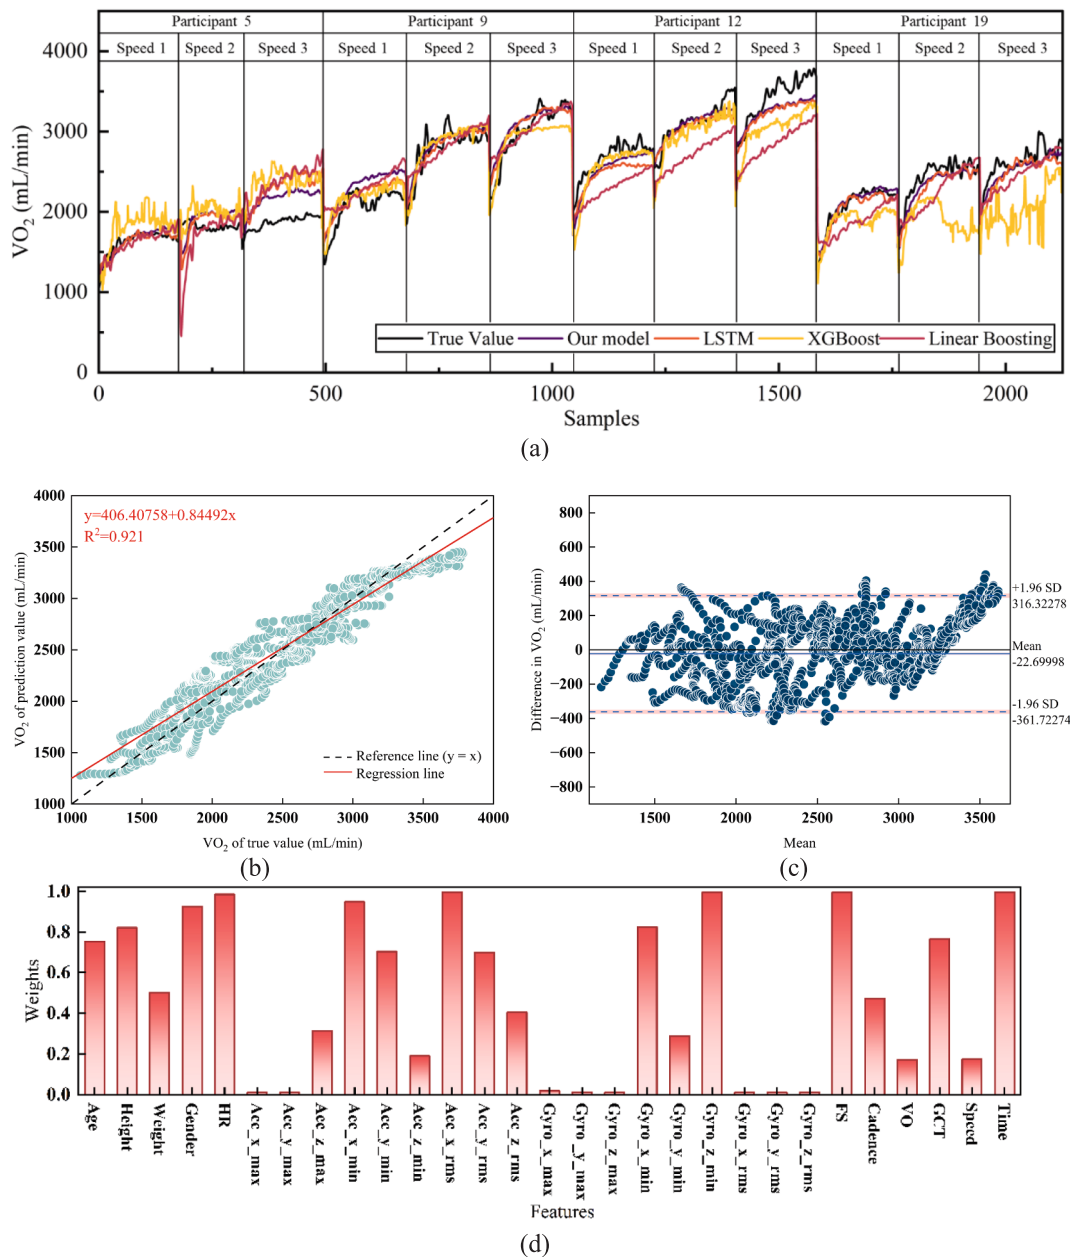 Participant 5 Participant 9 Participant 12 Participant 19
Speed 1 Speed 2 Speed 3 Speed 1 Speed 2 Speed 3 Speed 1 Speed 2 Speed 3 Speed 1 Speed 2 Speed 3
4000
3000
2000
1000
0
VO2 (mL/min)
True Value Our model LSTM XGBoost Linear Boosting
0 500 1000 1500 2000
Samples
(a)
4000
3500
3000
2500
2000
1500
1000
VO2 of prediction value (mL/min)
y=406.40758+0.84492x
R²=0.921
Reference line (y = x)
Regression line
1000 1500 2000 2500 3000 3500 4000
VO2 of true value (mL/min)
(b)
800
600
400
200
0
−200
−400
−600
−800
Difference in VO2 (mL/min)
+1.96 SD
316.32278
Mean
-22.69998
-1.96 SD
-361.72274
1500 2000 2500 3000 3500
Mean
(c)
1.0
0.8
0.6
0.4
0.2
0.0
Weights
Age
Height
Weight
Gender
HR
Acc_x_max
Acc_y_max
Acc_z_max
Acc_x_min
Acc_y_min
Acc_z_min
Acc_x_rms
Acc_y_rms
Acc_z_rms
Gyro_x_max
Gyro_y_max
Gyro_z_max
Gyro_x_min
Gyro_y_min
Gyro_z_min
Gyro_x_rms
Gyro_y_rms
Gyro_z_rms
FS
Cadence
VO
GCT
Speed
Time
Features
(d)